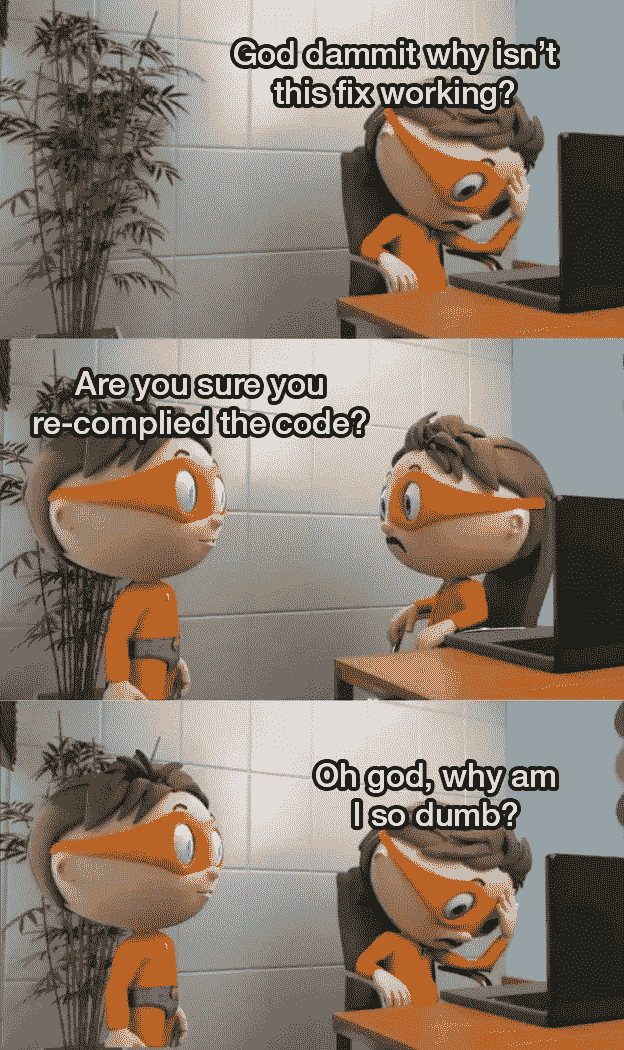 God dammit why isn't
this fix working?
Are you sure you
re-complied the code?
Oh god, why am
I so dumb?